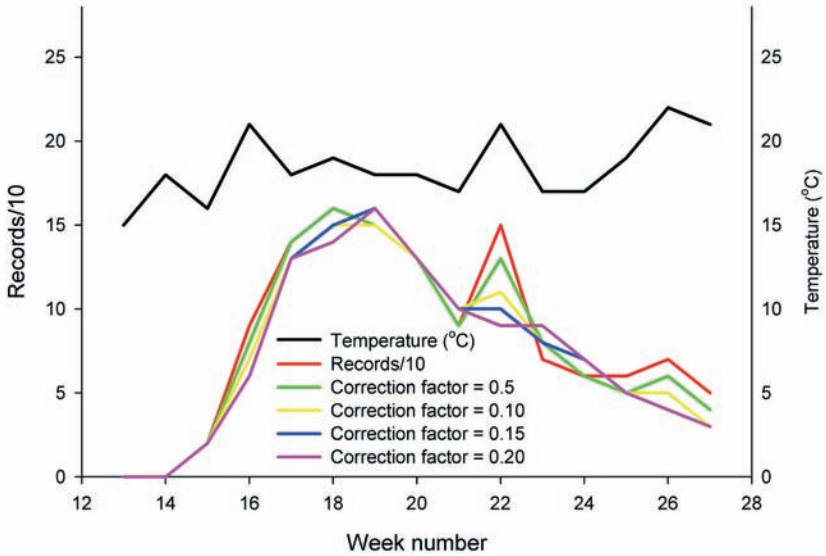 25
20
15
10
5
0
Records/10
25
20
15
10
5
0
Temperature (°C)
Temperature (°C)
Records/10
Correction factor = 0.5
Correction factor = 0.10
Correction factor = 0.15
Correction factor = 0.20
12 14 16 18 20 22 24 26 28
Week number